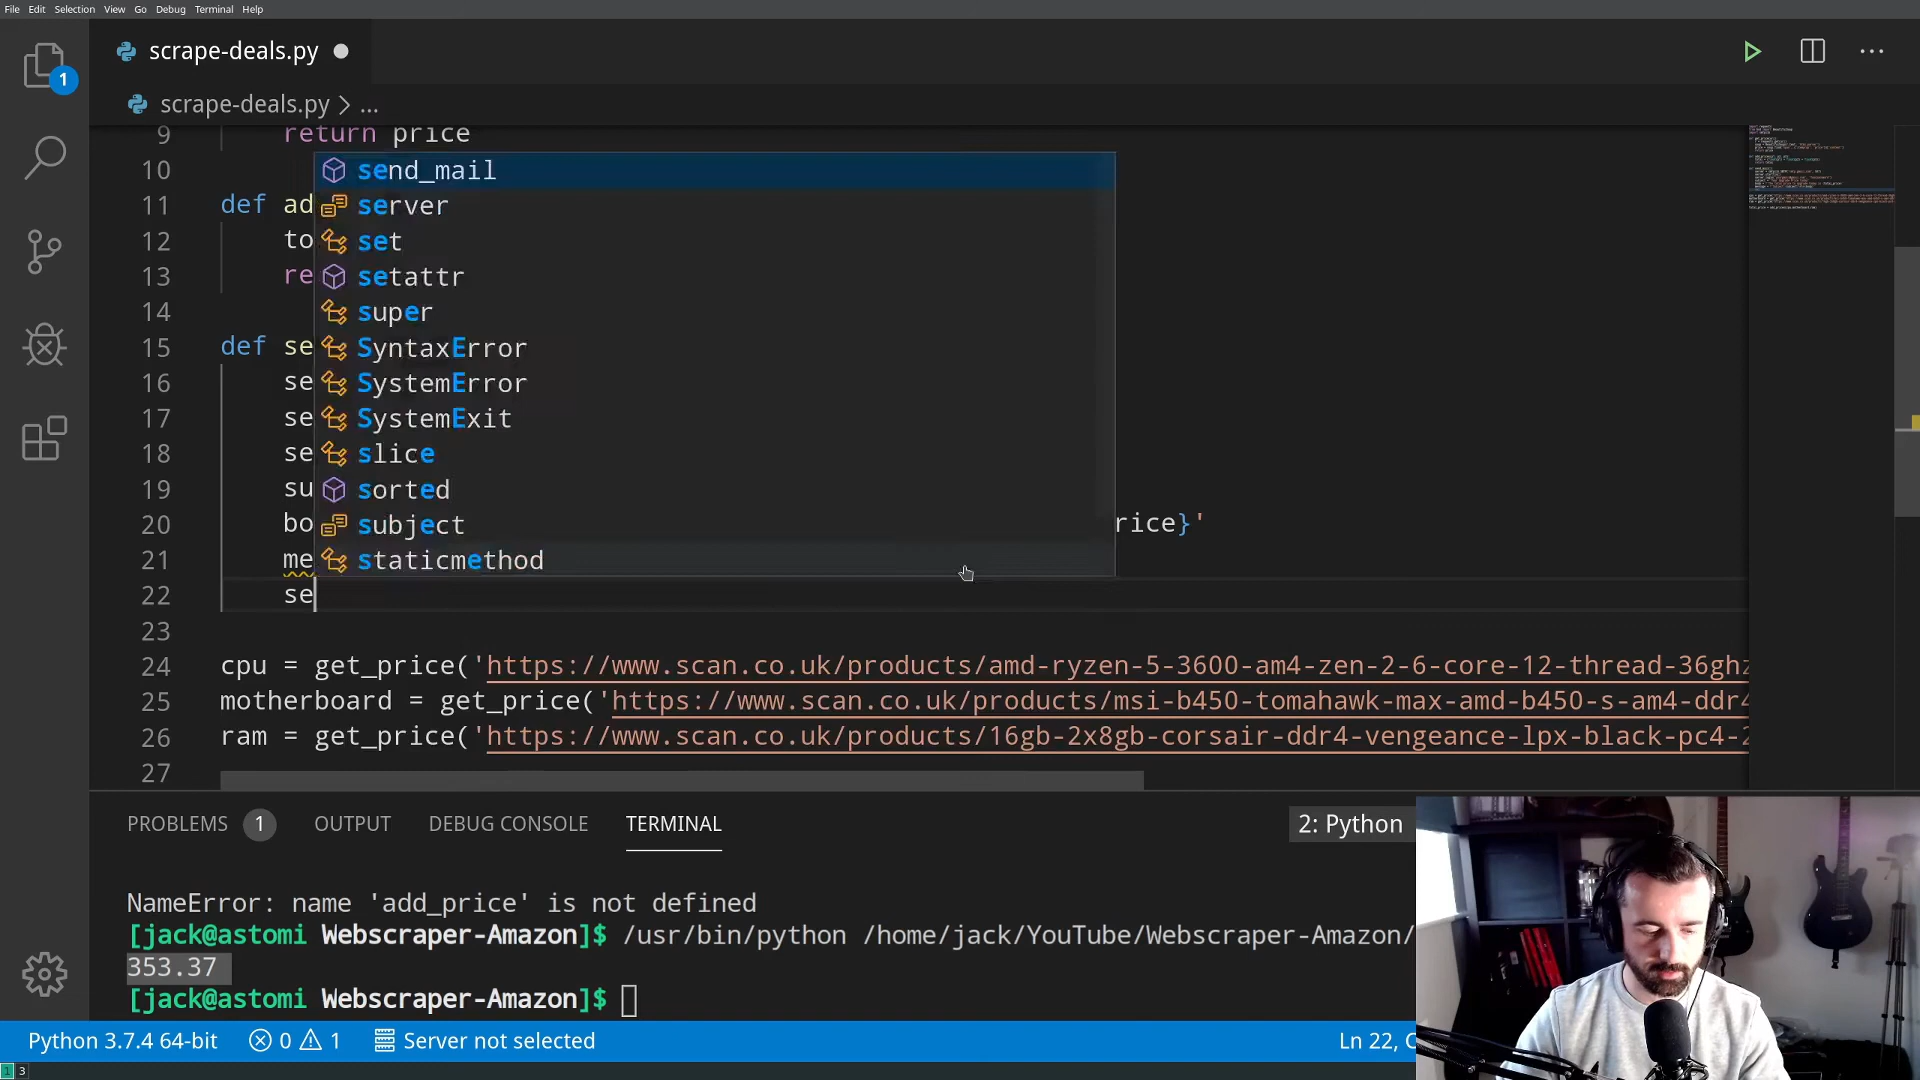 File Edit Selection View Go Debug Terminal Help
scrape-deals.py
1
scrape-deals.py > ...
9 return price
10
11 def ad
12 to
13 re
14
15 def se
16 se
17 se
18 se
19 su
20 bo rice}'
21 me
22 se
23
24 cpu = get_price('https://www.scan.co.uk/products/amd-ryzen-5-3600-am4-zen-2-6-core-12-thread-36ghz
25 motherboard = get_price('https://www.scan.co.uk/products/msi-b450-tomahawk-max-amd-b450-s-am4-ddr4
26 ram = get_price('https://www.scan.co.uk/products/16gb-2x8gb-corsair-ddr4-vengeance-lpx-black-pc4-2
27
send_mail
server
set
setattr
super
SyntaxError
SystemError
SystemExit
slice
sorted
subject
staticmethod
PROBLEMS 1 OUTPUT DEBUG CONSOLE TERMINAL 2: Python
NameError: name 'add_price' is not defined
[jack@astomi Webscraper-Amazon]$ /usr/bin/python /home/jack/YouTube/Webscraper-Amazon/
353.37
[jack@astomi Webscraper-Amazon]$
Python 3.7.4 64-bit 0 1 Server not selected Ln 22, C
1 3